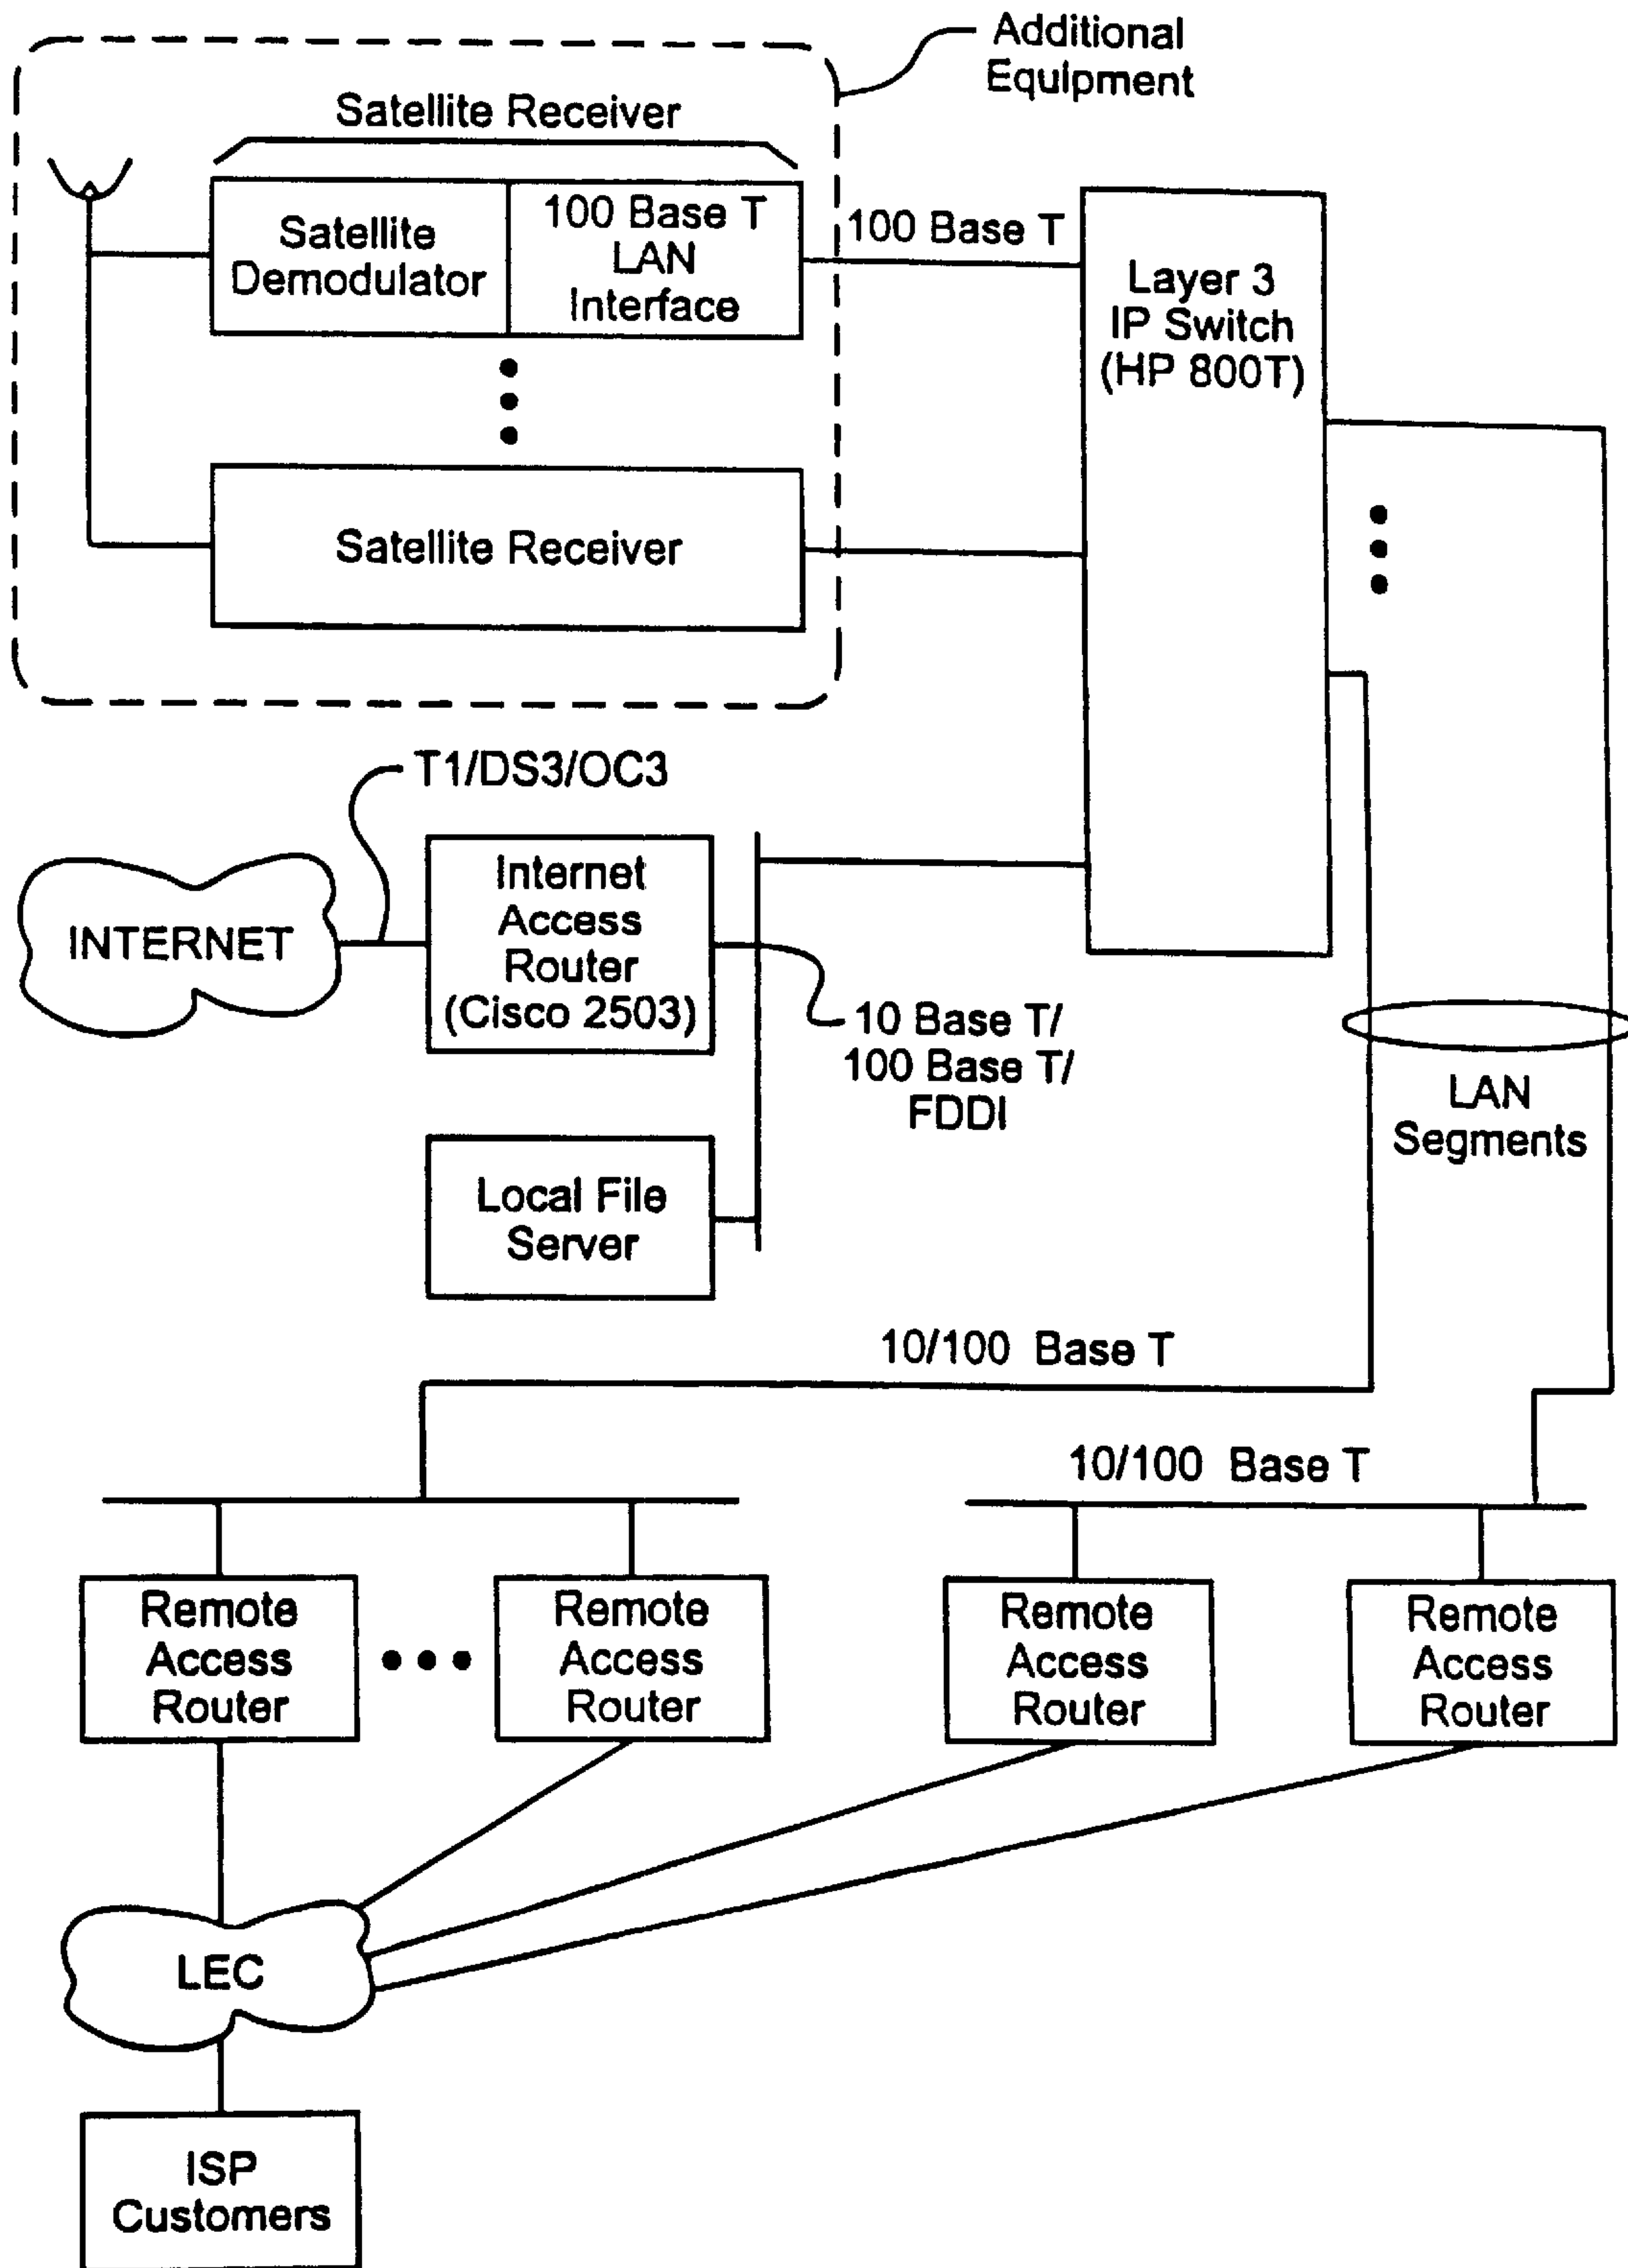 Additional
Equipment
Satellite Receiver
Satellite
Demodulator
100 Base T
LAN
Interface
100 Base T
Layer 3
IP Switch
(HP 800T)
Satellite Receiver
T1/DS3/OC3
INTERNET
Internet
Access
Router
(Cisco 2503)
10 Base T/
100 Base T/
FDDI
LAN
Segments
Local File
Server
10/100 Base T
10/100 Base T
Remote
Access
Router
Remote
Access
Router
Remote
Access
Router
Remote
Access
Router
LEC
ISP
Customers